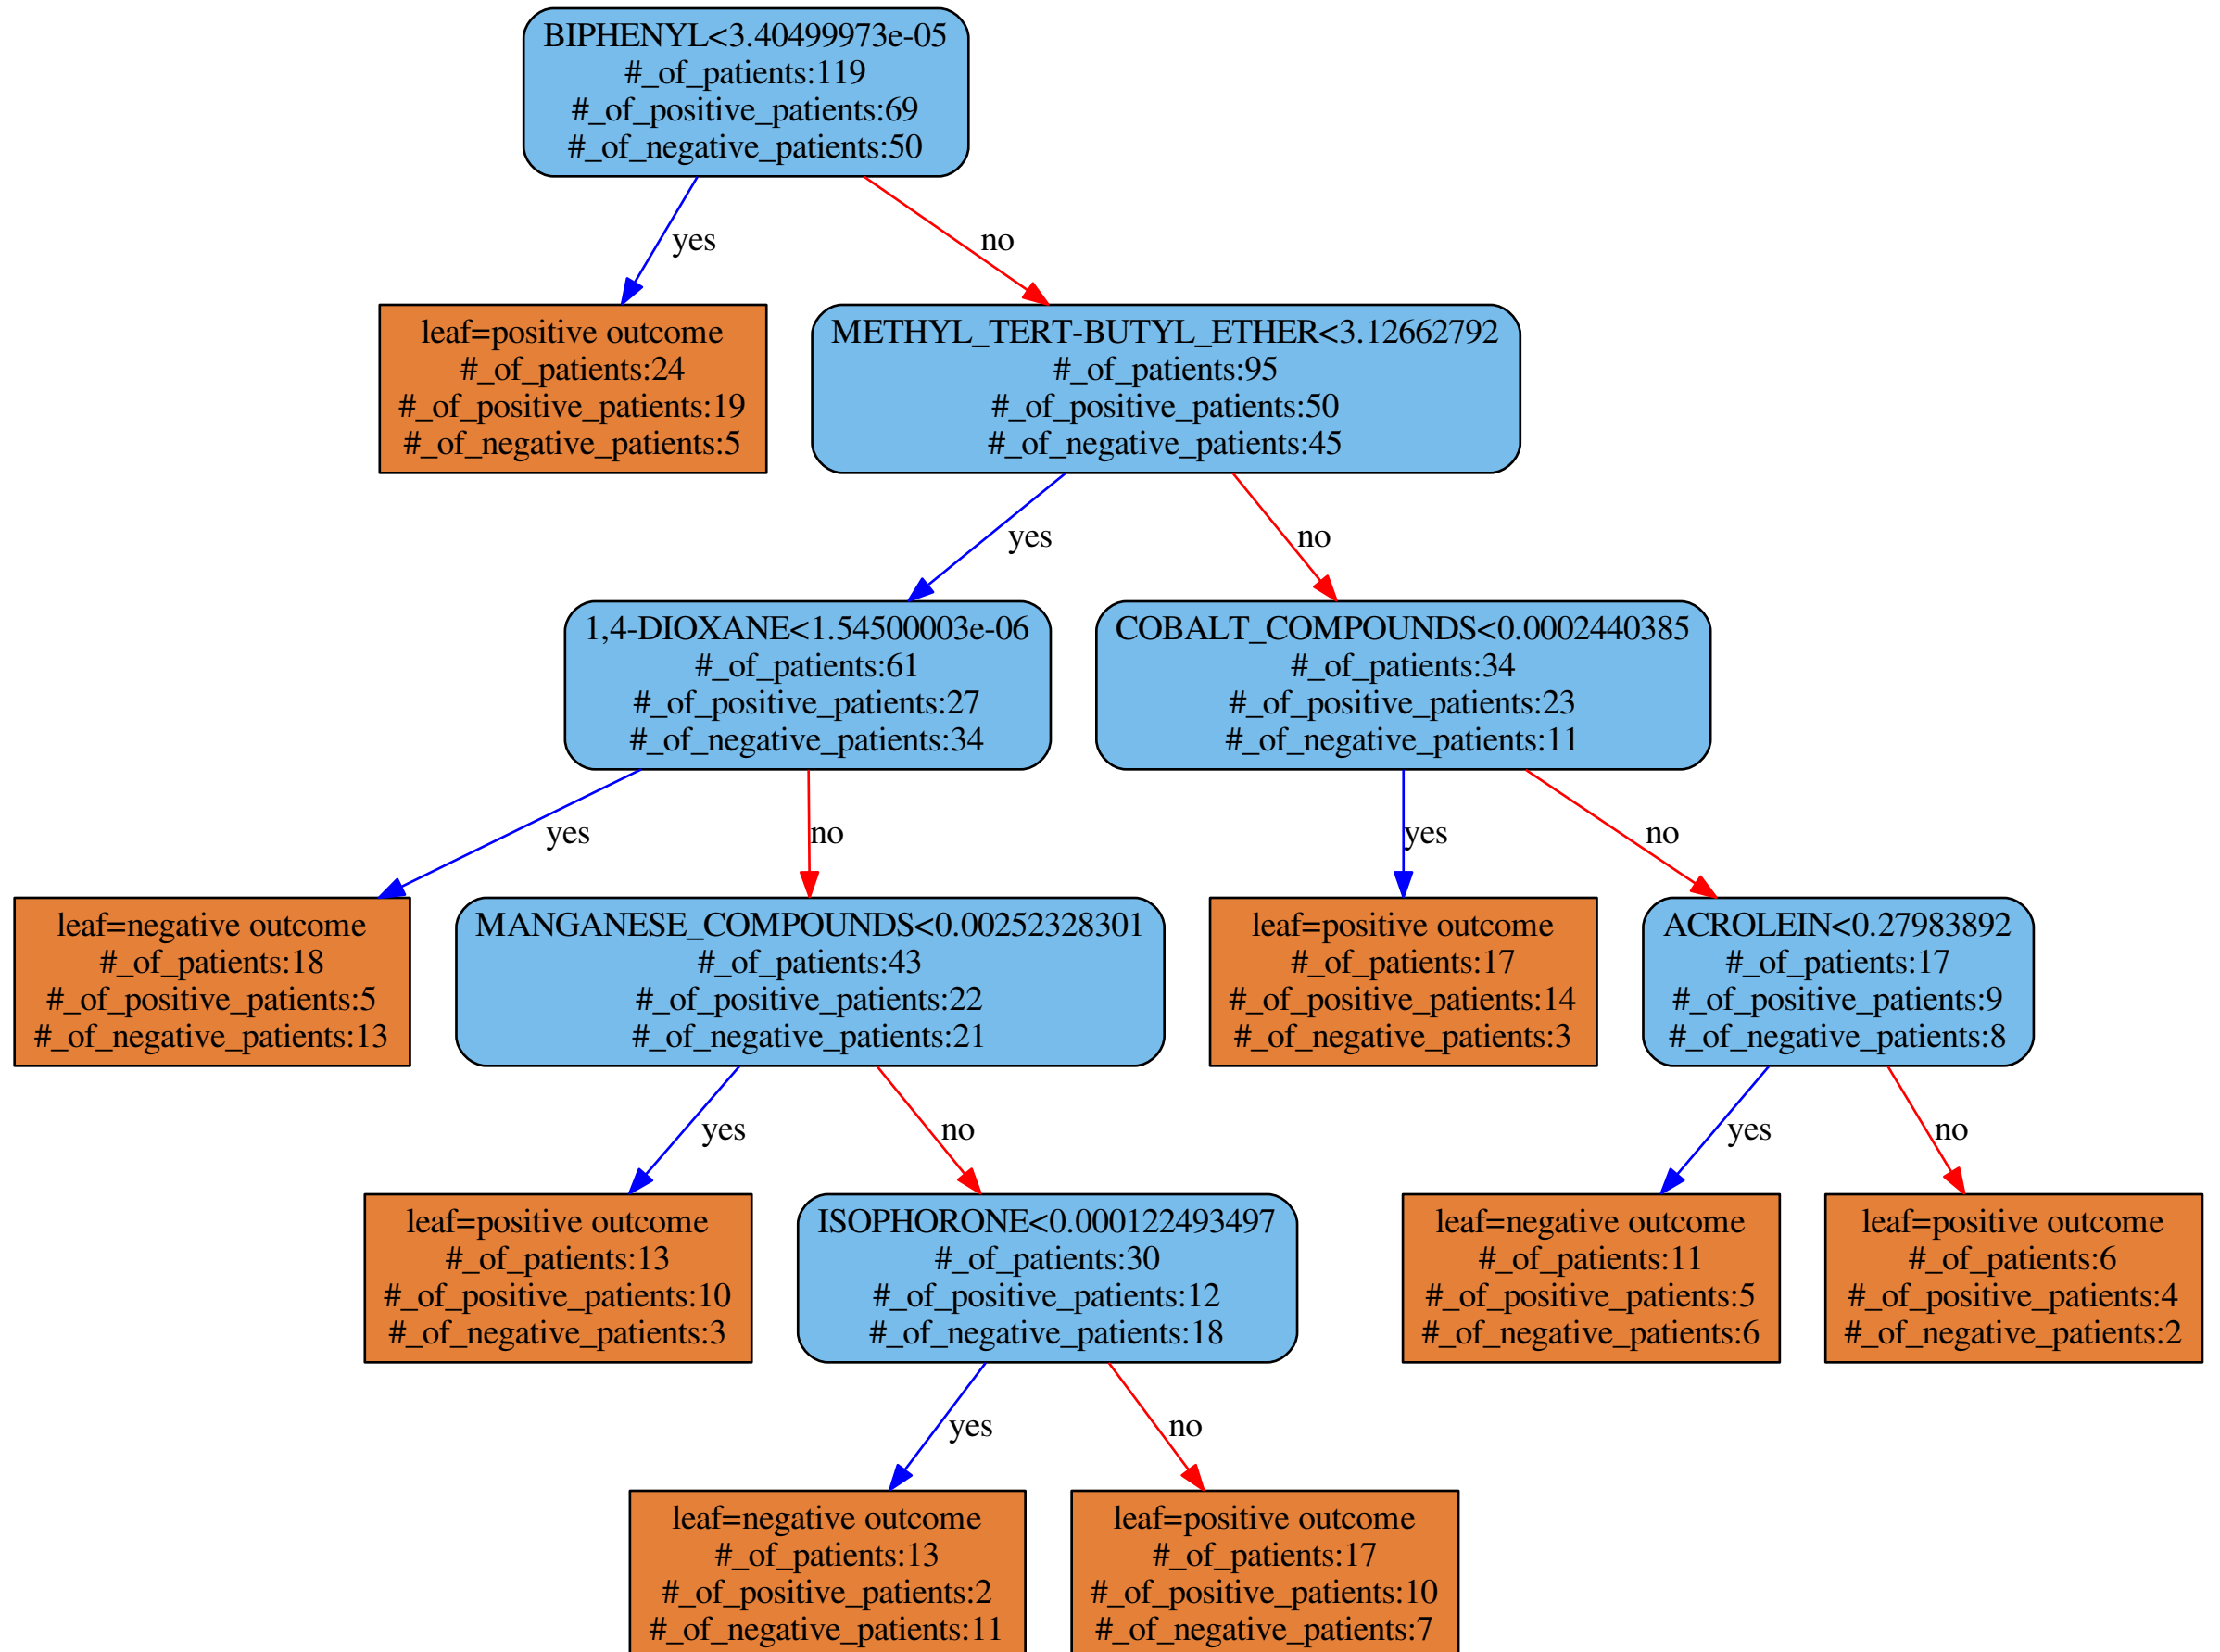 BIPHENYL<3.40499973e-05
#_of_patients:119
#_of_positive_patients:69
#_of_negative_patients:50
yes
no
leaf=positive outcome
#_of_patients:24
#_of_positive_patients:19
#_of_negative_patients:5
METHYL_TERT-BUTYL_ETHER<3.12662792
#_of_patients:95
#_of_positive_patients:50
#_of_negative_patients:45
yes
no
1,4-DIOXANE<1.54500003e-06
#_of_patients:61
#_of_positive_patients:27
#_of_negative_patients:34
COBALT_COMPOUNDS<0.0002440385
#_of_patients:34
#_of_positive_patients:23
#_of_negative_patients:11
yes
no
yes
no
leaf=negative outcome
#_of_patients:18
#_of_positive_patients:5
#_of_negative_patients:13
MANGANESE_COMPOUNDS<0.00252328301
#_of_patients:43
#_of_positive_patients:22
#_of_negative_patients:21
leaf=positive outcome
#_of_patients:17
#_of_positive_patients:14
#_of_negative_patients:3
ACROLEIN<0.27983892
#_of_patients:17
#_of_positive_patients:9
#_of_negative_patients:8
yes
no
yes
no
leaf=positive outcome
#_of_patients:13
#_of_positive_patients:10
#_of_negative_patients:3
ISOPHORONE<0.000122493497
#_of_patients:30
#_of_positive_patients:12
#_of_negative_patients:18
leaf=negative outcome
#_of_patients:11
#_of_positive_patients:5
#_of_negative_patients:6
leaf=positive outcome
#_of_patients:6
#_of_positive_patients:4
#_of_negative_patients:2
yes
no
leaf=negative outcome
#_of_patients:13
#_of_positive_patients:2
#_of_negative_patients:11
leaf=positive outcome
#_of_patients:17
#_of_positive_patients:10
#_of_negative_patients:7